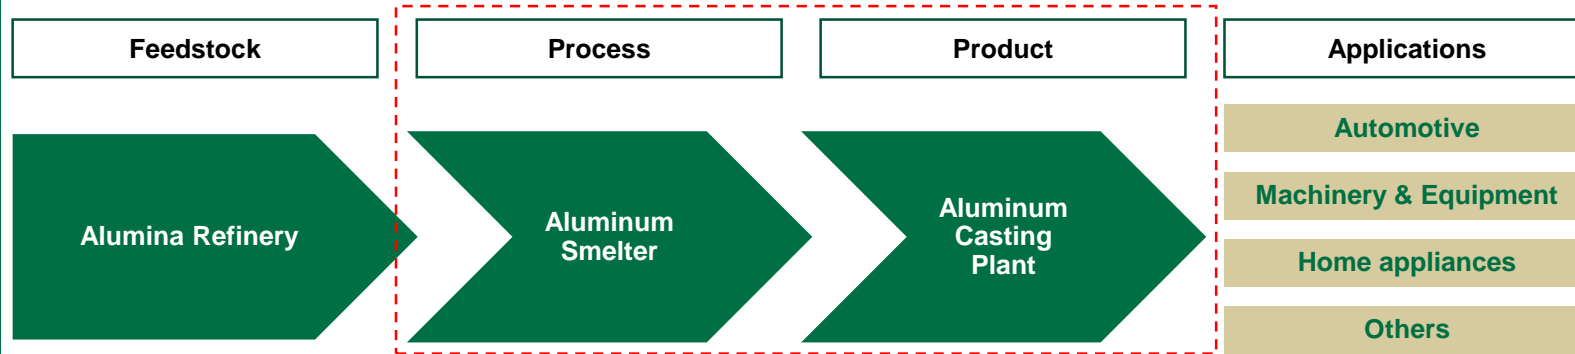 Feedstock
Process
Product
Applications
Alumina Refinery
Aluminum
Smelter
Aluminum
Casting
Plant
Automotive
Machinery & Equipment
Home appliances
Others